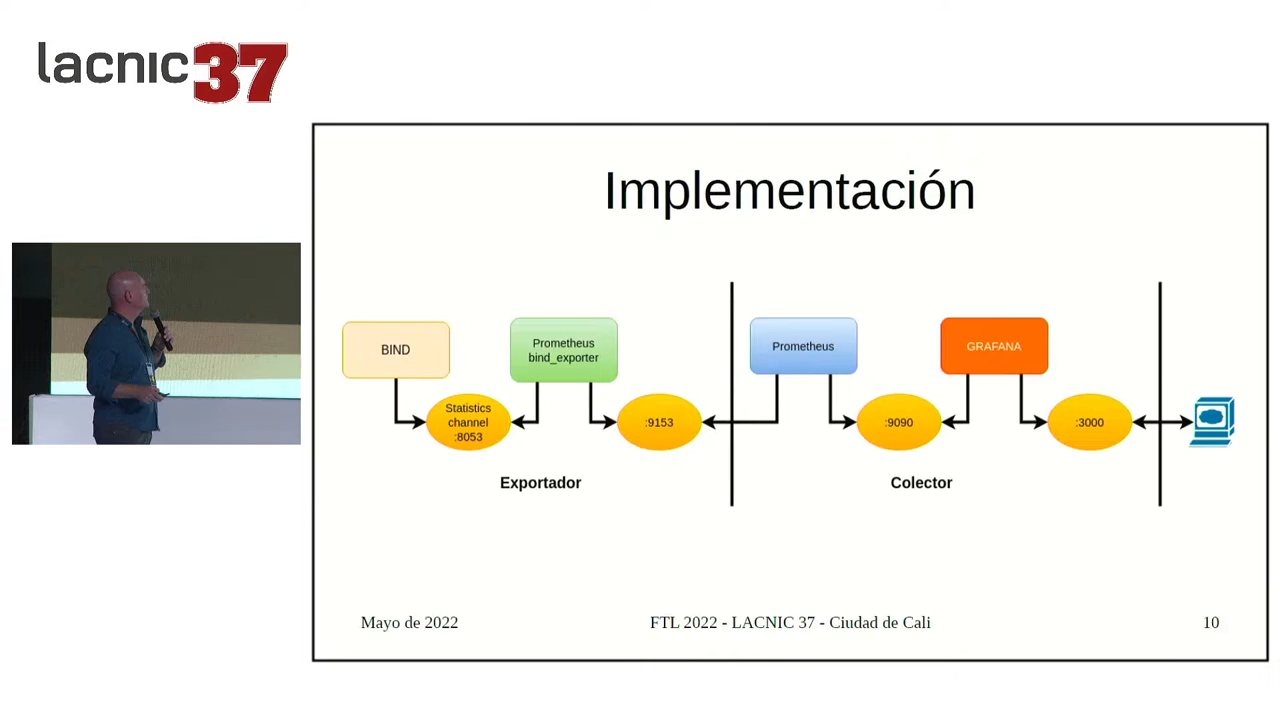 lacnic37
Implementación
BIND
Prometheus
bind_exporter
Prometheus
GRAFANA
Statistics
channel
:8053
:9153
:9090
:3000
Exportador
Colector
Mayo de 2022
FTL 2022 - LACNIC 37 - Ciudad de Cali
10